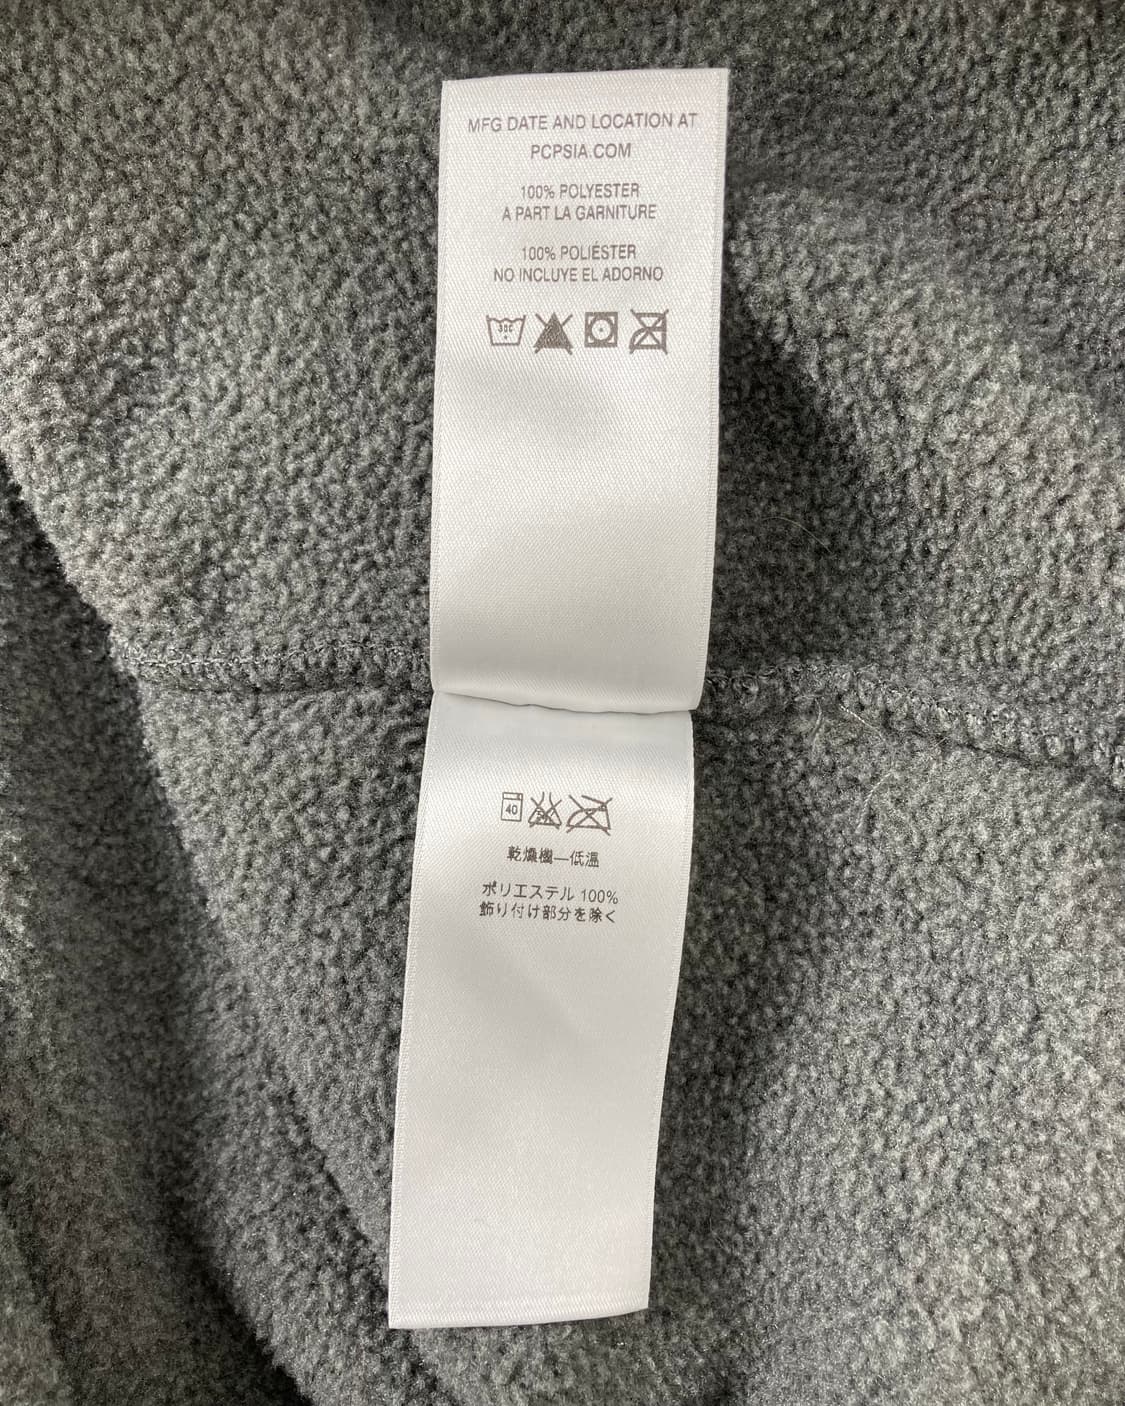 MFG DATE AND LOCATION AT
PCPSIA.COM
100% POLYESTER
A PART LA GARNITURE
100% POLIÉSTER
NO INCLUYE EL ADORNO
30C
40
乾燥機—低温
ポリエステル 100%
飾り付け部分を除く